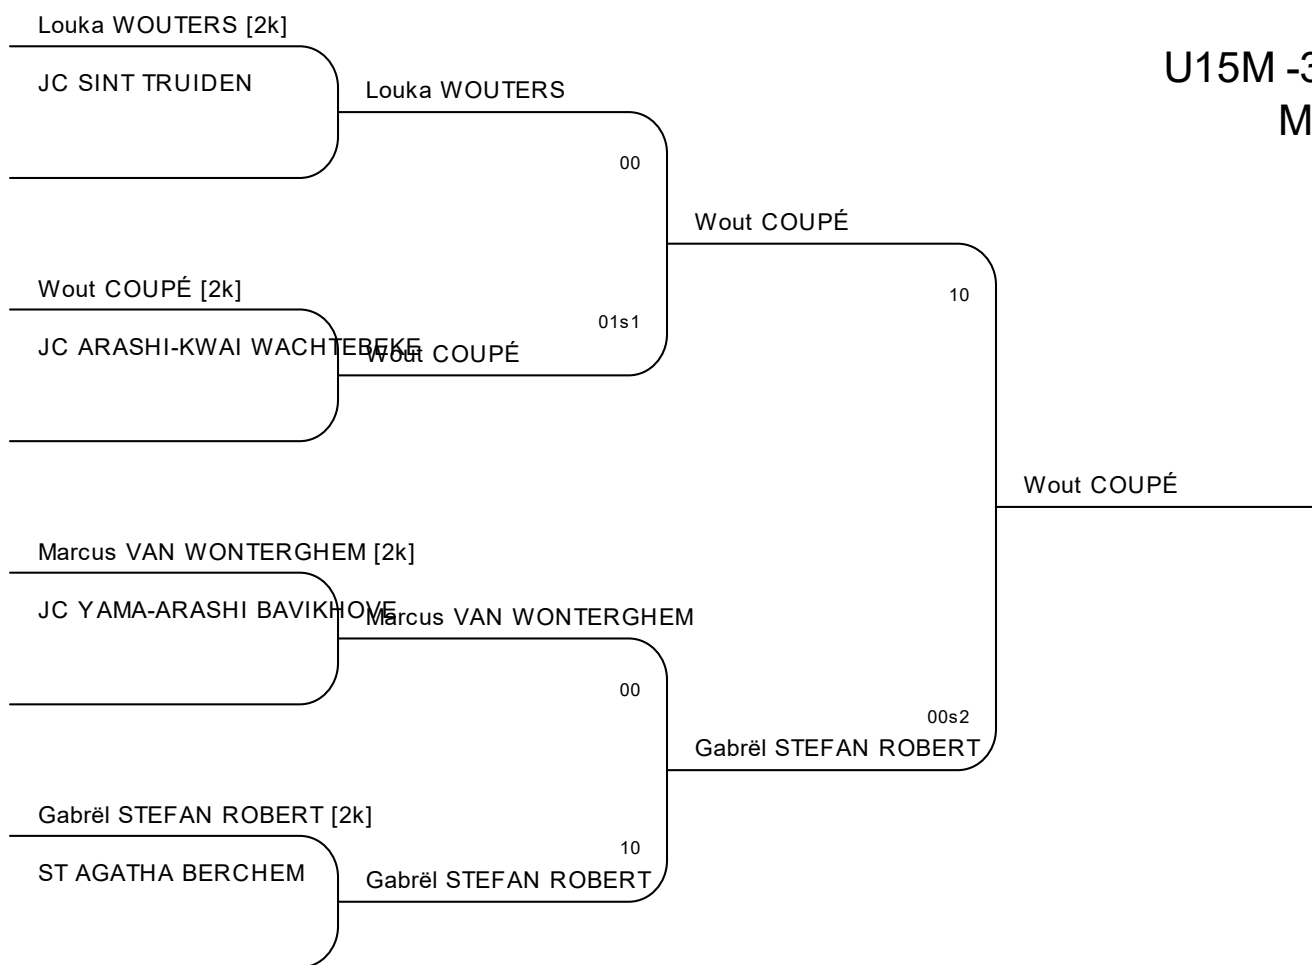 Louka WOUTERS [2k]
JC SINT TRUIDEN
Louka WOUTERS
U15M -3
M
00
Wout COUPÉ
Wout COUPÉ [2k]
10
01s1
JC ARASHI-KWAI WACHTEBEKE
Wout COUPÉ
Wout COUPÉ
Marcus VAN WONTERGHEM [2k]
JC YAMA-ARASHI BAVIKHOVE
Marcus VAN WONTERGHEM
00
00s2
Gabrël STEFAN ROBERT
Gabrël STEFAN ROBERT [2k]
10
ST AGATHA BERCHEM
Gabrël STEFAN ROBERT